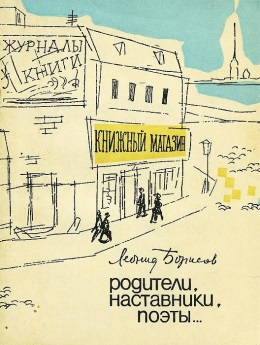 ЖУРНАЛЫ
КНИГИ
КНИЖНЫЙ МАГАЗИН
Леонид Борисов
родители,
наставники,
поэты...